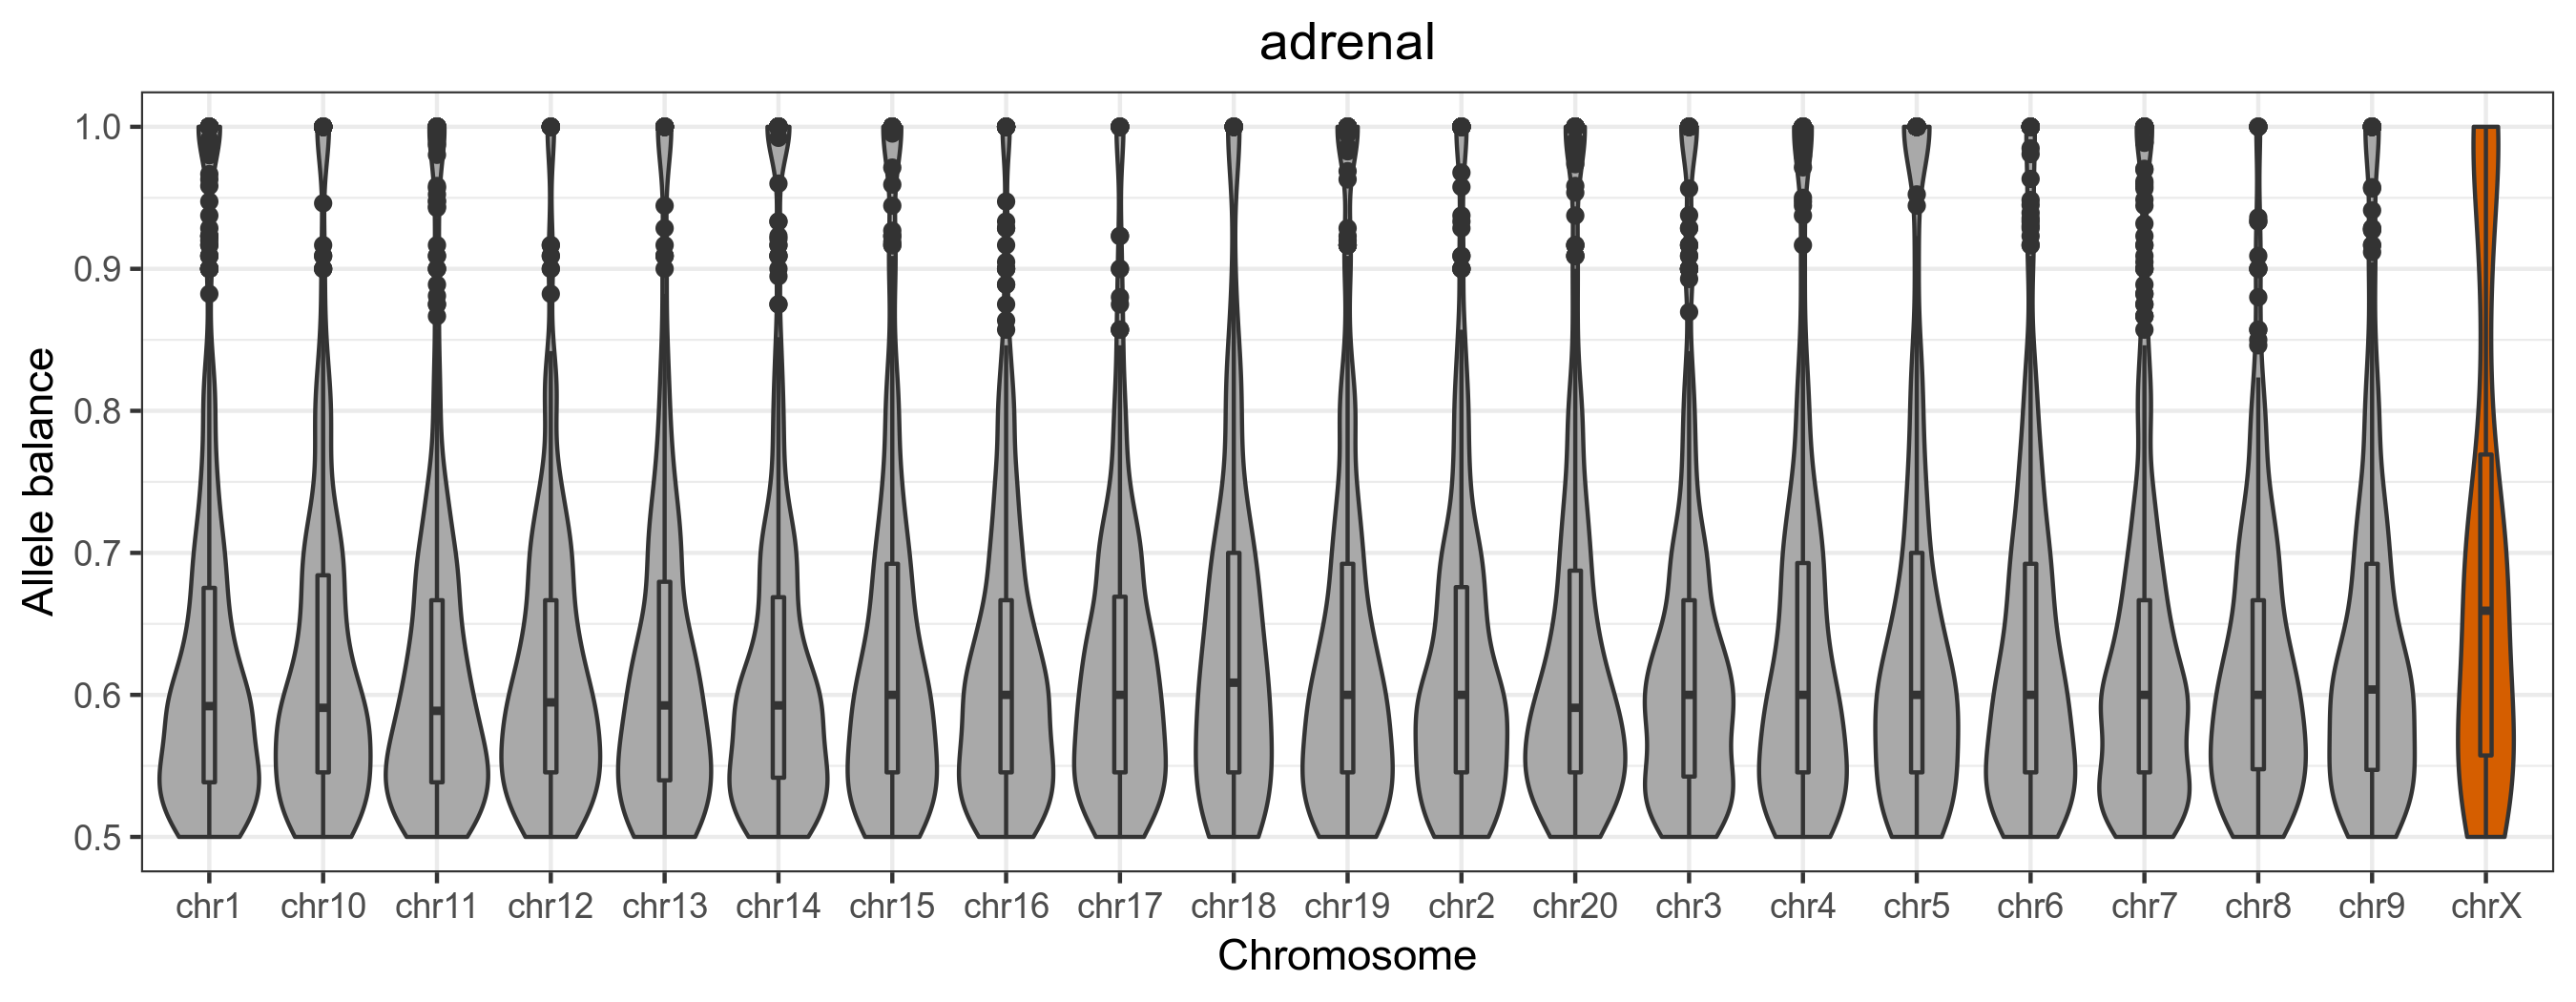 adrenal
Allele balance
1.0
0.9
0.8
0.7
0.6
0.5
chr1 chr10 chr11 chr12 chr13 chr14 chr15 chr16 chr17 chr18 chr19 chr2 chr20 chr3 chr4 chr5 chr6 chr7 chr8 chr9 chrX
Chromosome